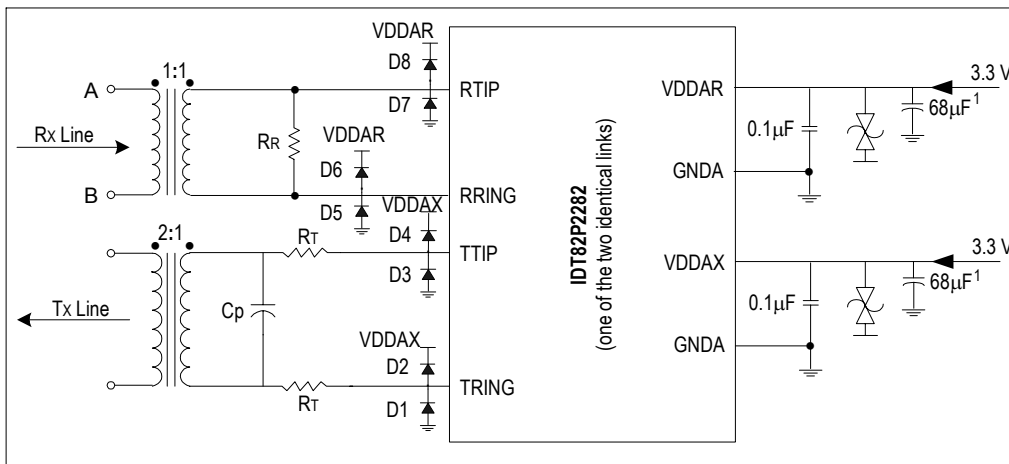 VDDAR
D8
1:1
A
RTIP
VDDAR
3.3 V
D7
68µF¹
VDDAR
0.1µF
Rx Line
RR
D6
GNDA
B
RRING
D5
VDDAX
2:1
RT
D4
TTIP
VDDAX
3.3 V
D3
68µF¹
Cp
0.1µF
Tx Line
VDDAX
GNDA
D2
TRING
RT
D1
IDT82P2282
(one of the two identical links)